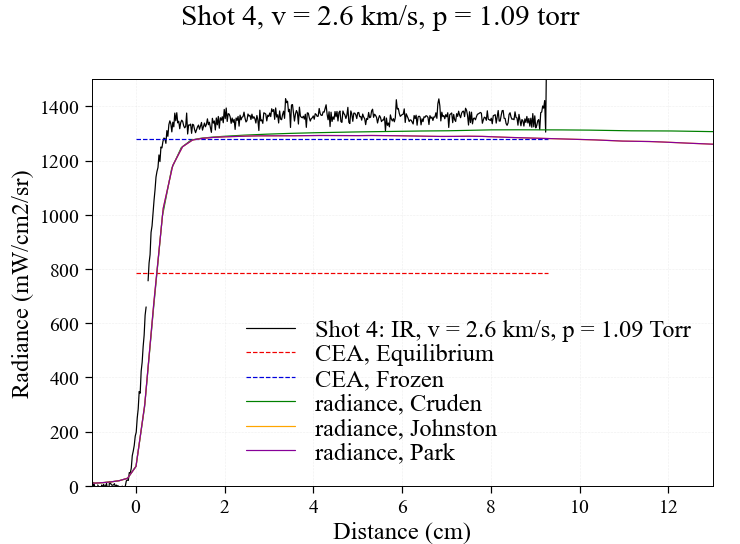 Shot 4, v = 2.6 km/s, p = 1.09 torr
1400
1200
1000
800
600
400
200
0
Radiance (mW/cm2/sr)
Shot 4: IR, v = 2.6 km/s, p = 1.09 Torr
CEA, Equilibrium
CEA, Frozen
radiance, Cruden
radiance, Johnston
radiance, Park
0 2 4 6 8 10 12
Distance (cm)